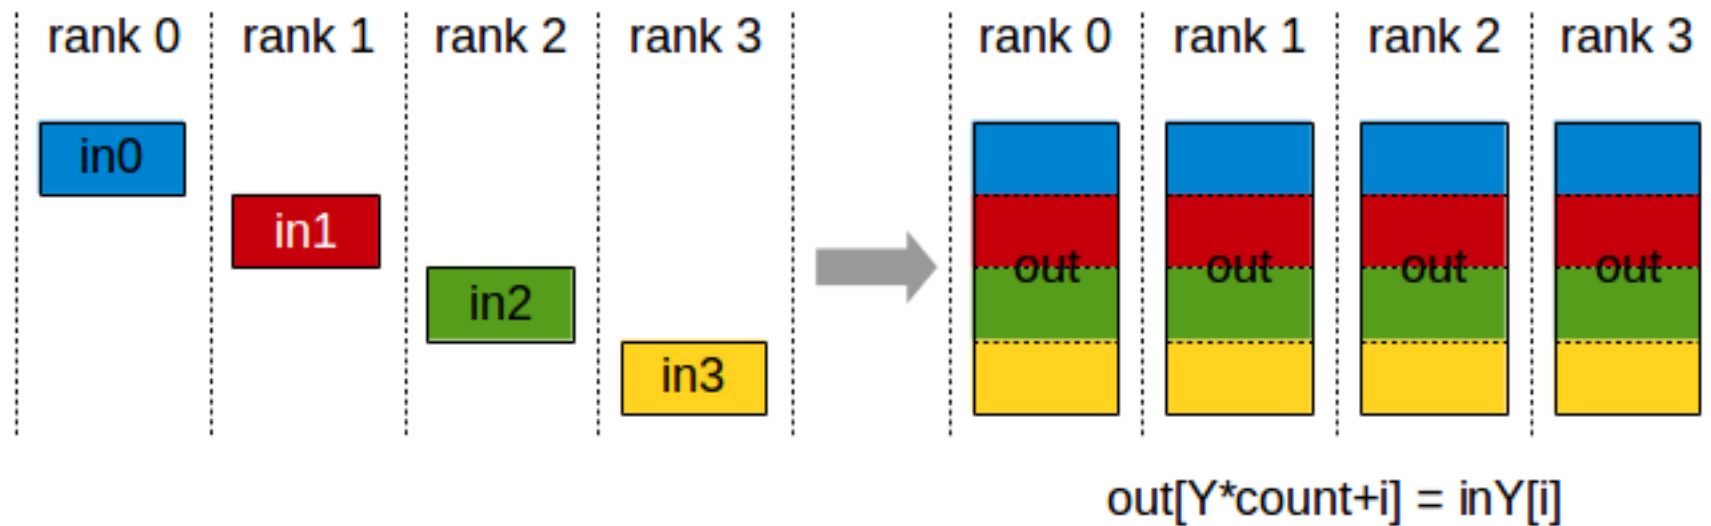 rank 0 rank 1 rank 2 rank 3 rank 0 rank 1 rank 2 rank 3
in0
in1
in2
in3
out out out out
out[Y*count+i] = inY[i]